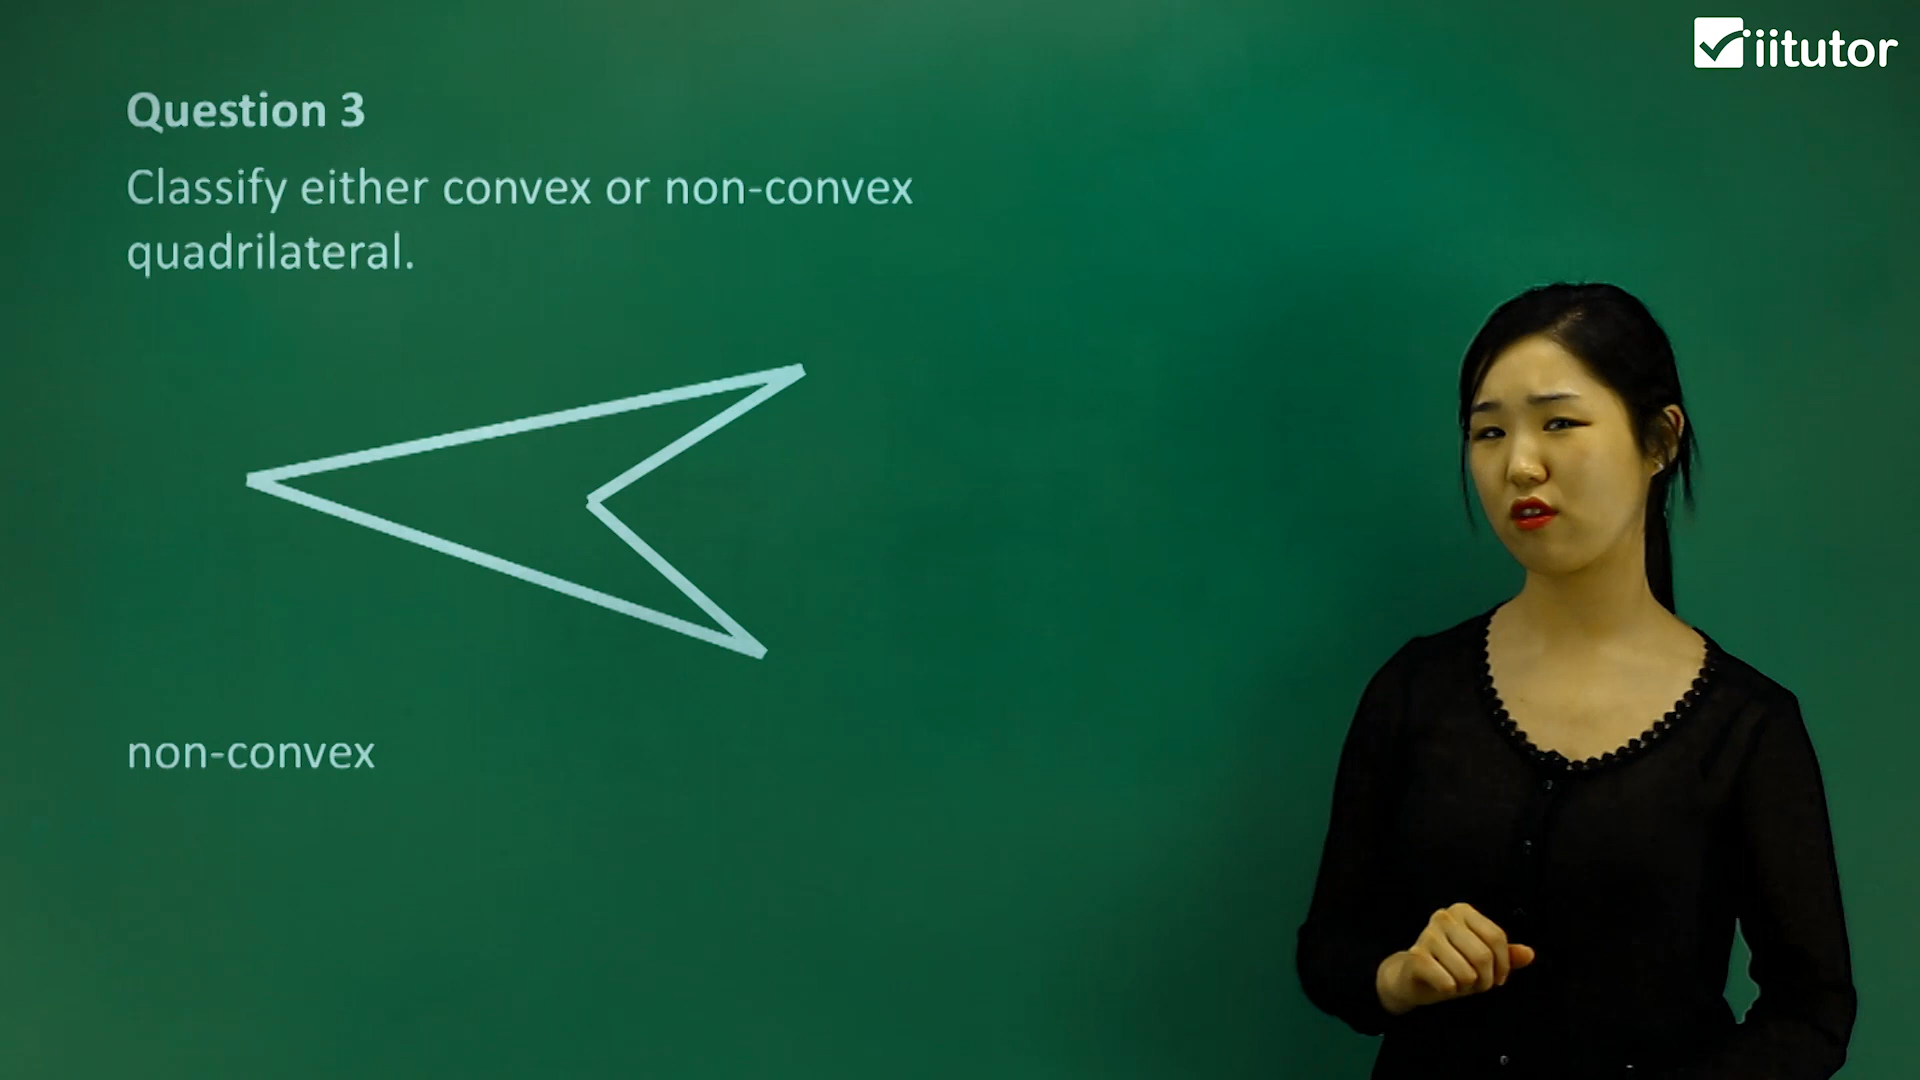 iitutor
Question 3
Classify either convex or non-convex
quadrilateral.
non-convex